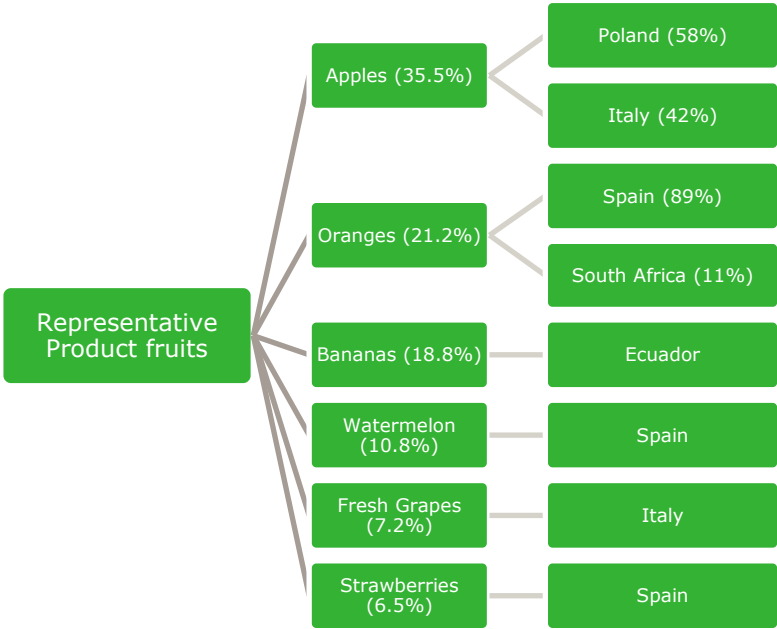 Representative
Product fruits
Apples (35.5%)
Poland (58%)
Italy (42%)
Oranges (21.2%)
Spain (89%)
South Africa (11%)
Bananas (18.8%)
Ecuador
Watermelon
(10.8%)
Spain
Fresh Grapes
(7.2%)
Italy
Strawberries
(6.5%)
Spain